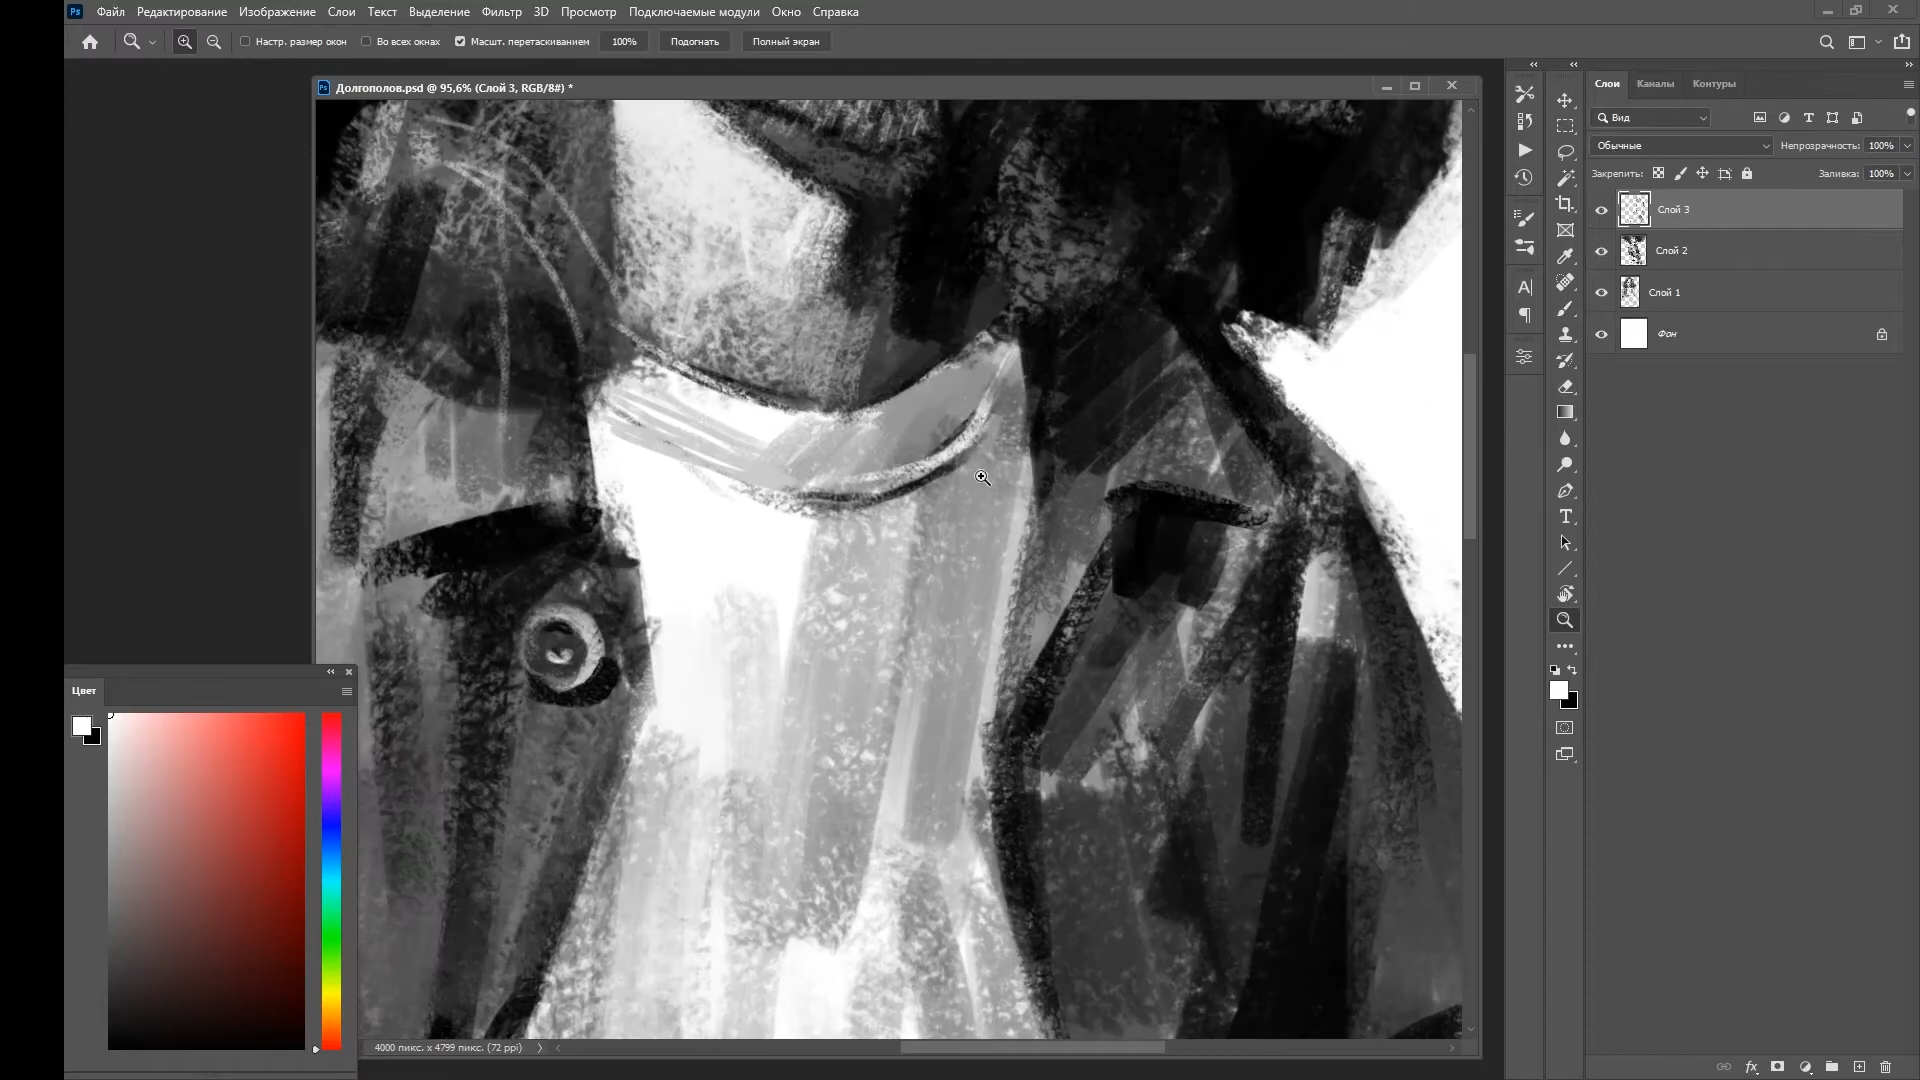 Ps Файл Редактирование Изображение Слои Текст Выделение Фильтр 3D Просмотр Подключаемые модули Окно Справка
Настр. размер окон Во всех окнах Масшт. перетаскиванием 100% Подогнать Полный экран
Ps Долгополов.psd @ 95,6% (Слой 3, RGB/8#) *
Слои Каналы Контуры
Вид
Обычные Непрозрачность: 100%
Закрепить: Заливка: 100%
Слой 3
Слой 2
Слой 1
Фон
Цвет
4000 пикс. x 4799 пикс. (72 ppi)